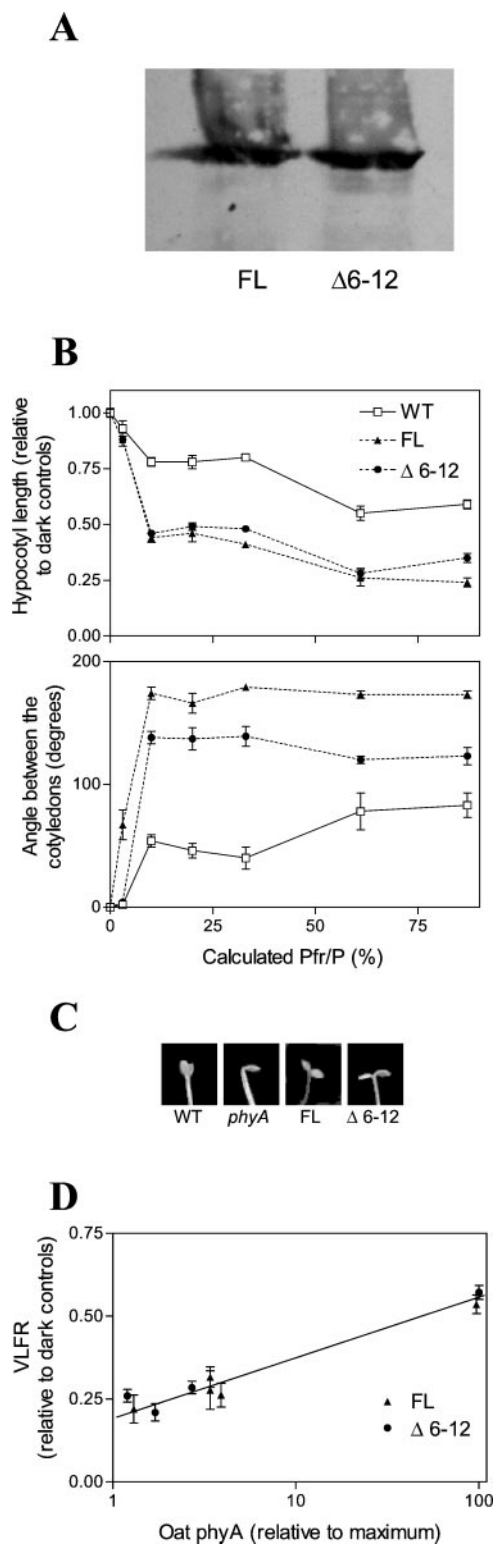 A
FL Δ6-12
B
Hypocotyl length (relative
to dark controls)
1.00
0.75
0.50
0.25
0.00
WT
FL
Δ 6-12
Angle between the
cotyledons (degrees)
200
100
0
0 25 50 75
Calculated Pfr/P (%)
C
WT phyA FL Δ 6-12
D
VLFR
(relative to dark controls)
0.75
0.50
0.25
0.00
FL
Δ 6-12
1 10 100
Oat phyA (relative to maximum)